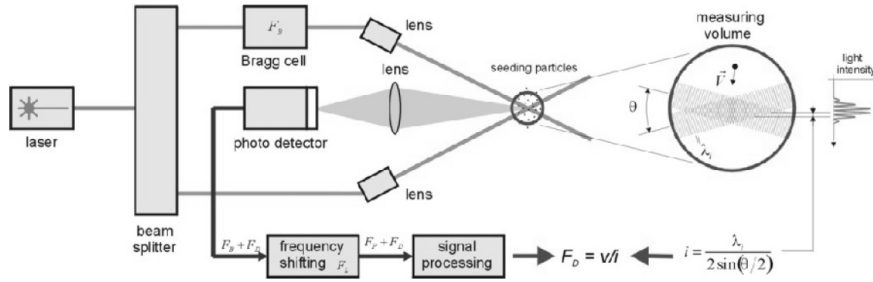 measuring
volume
lens
light
intensity
F_B
Bragg cell
lens
seeding particles
V
θ
laser
photo detector
λ_i
lens
beam
splitter
F_B + F_D
frequency
shifting
F_S + F_D
signal
processing
F_D = v/i
i = λ_i / 2sin(θ/2)